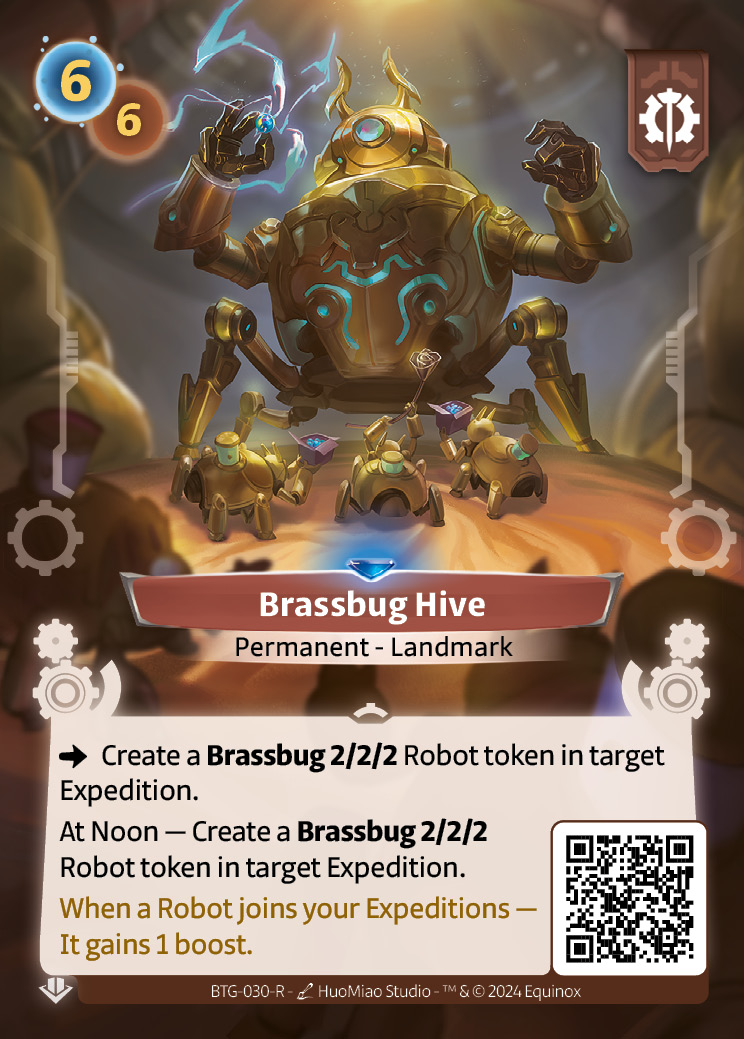 6
6
Brassbug Hive
Permanent - Landmark
Create a Brassbug 2/2/2 Robot token in target
Expedition.
At Noon — Create a Brassbug 2/2/2
Robot token in target Expedition.
When a Robot joins your Expeditions —
It gains 1 boost.
BTG-030-R - HuoMiao Studio - ™ & © 2024 Equinox